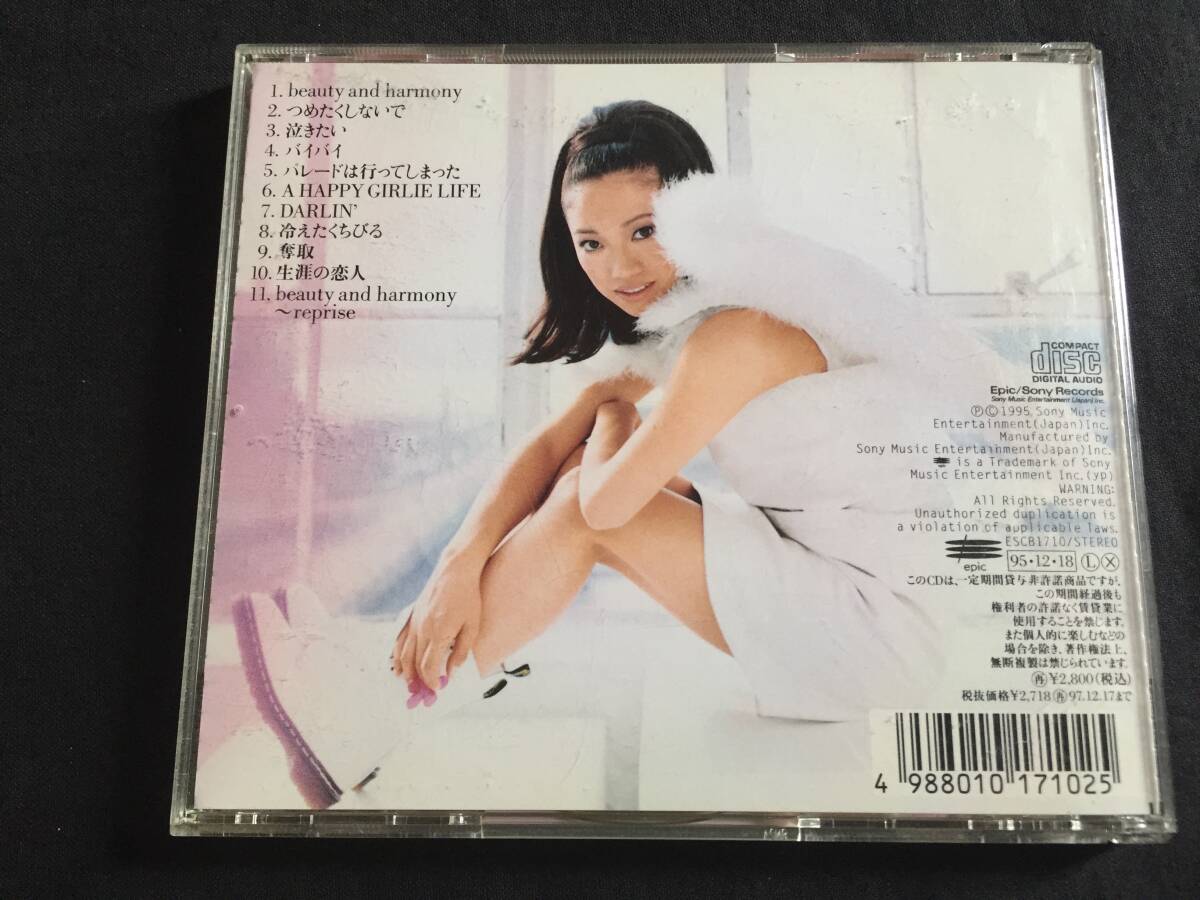 1. beauty and harmony
2. つめたくしないで
3. 泣きたい
4. バイバイ
5. パレードは行ってしまった
6. A HAPPY GIRLIE LIFE
7. DARLIN'
8. 冷えたくちびる
9. 奪取
10. 生涯の恋人
11. beauty and harmony
〜reprise
COMPACT
disc
DIGITAL AUDIO
Epic/Sony Records
Sony Music Entertainment (Japan) Inc.
Ⓟ©1995 Sony Music
Entertainment(Japan)Inc.
Manufactured by
Sony Music Entertainment(Japan)Inc.
is a Trademark of Sony
Music Entertainment Inc.(yp)
WARNING:
All Rights Reserved.
Unauthorized duplication is
a violation of applicable laws.
ESCB1710/STEREO
epic 95・12・18 Ⓛ Ⓧ
このCDは、一定期間貸与非許諾商品ですが、
この期間経過後も
権利者の許諾なく賃貸業に
使用することを禁じます。
また個人的に楽しむなどの
場合を除き、著作権法上、
無断複製は禁じられています。
㊢¥2,800(税込)
税抜価格¥2,718 再 97.12.17まで
4 988010 171025